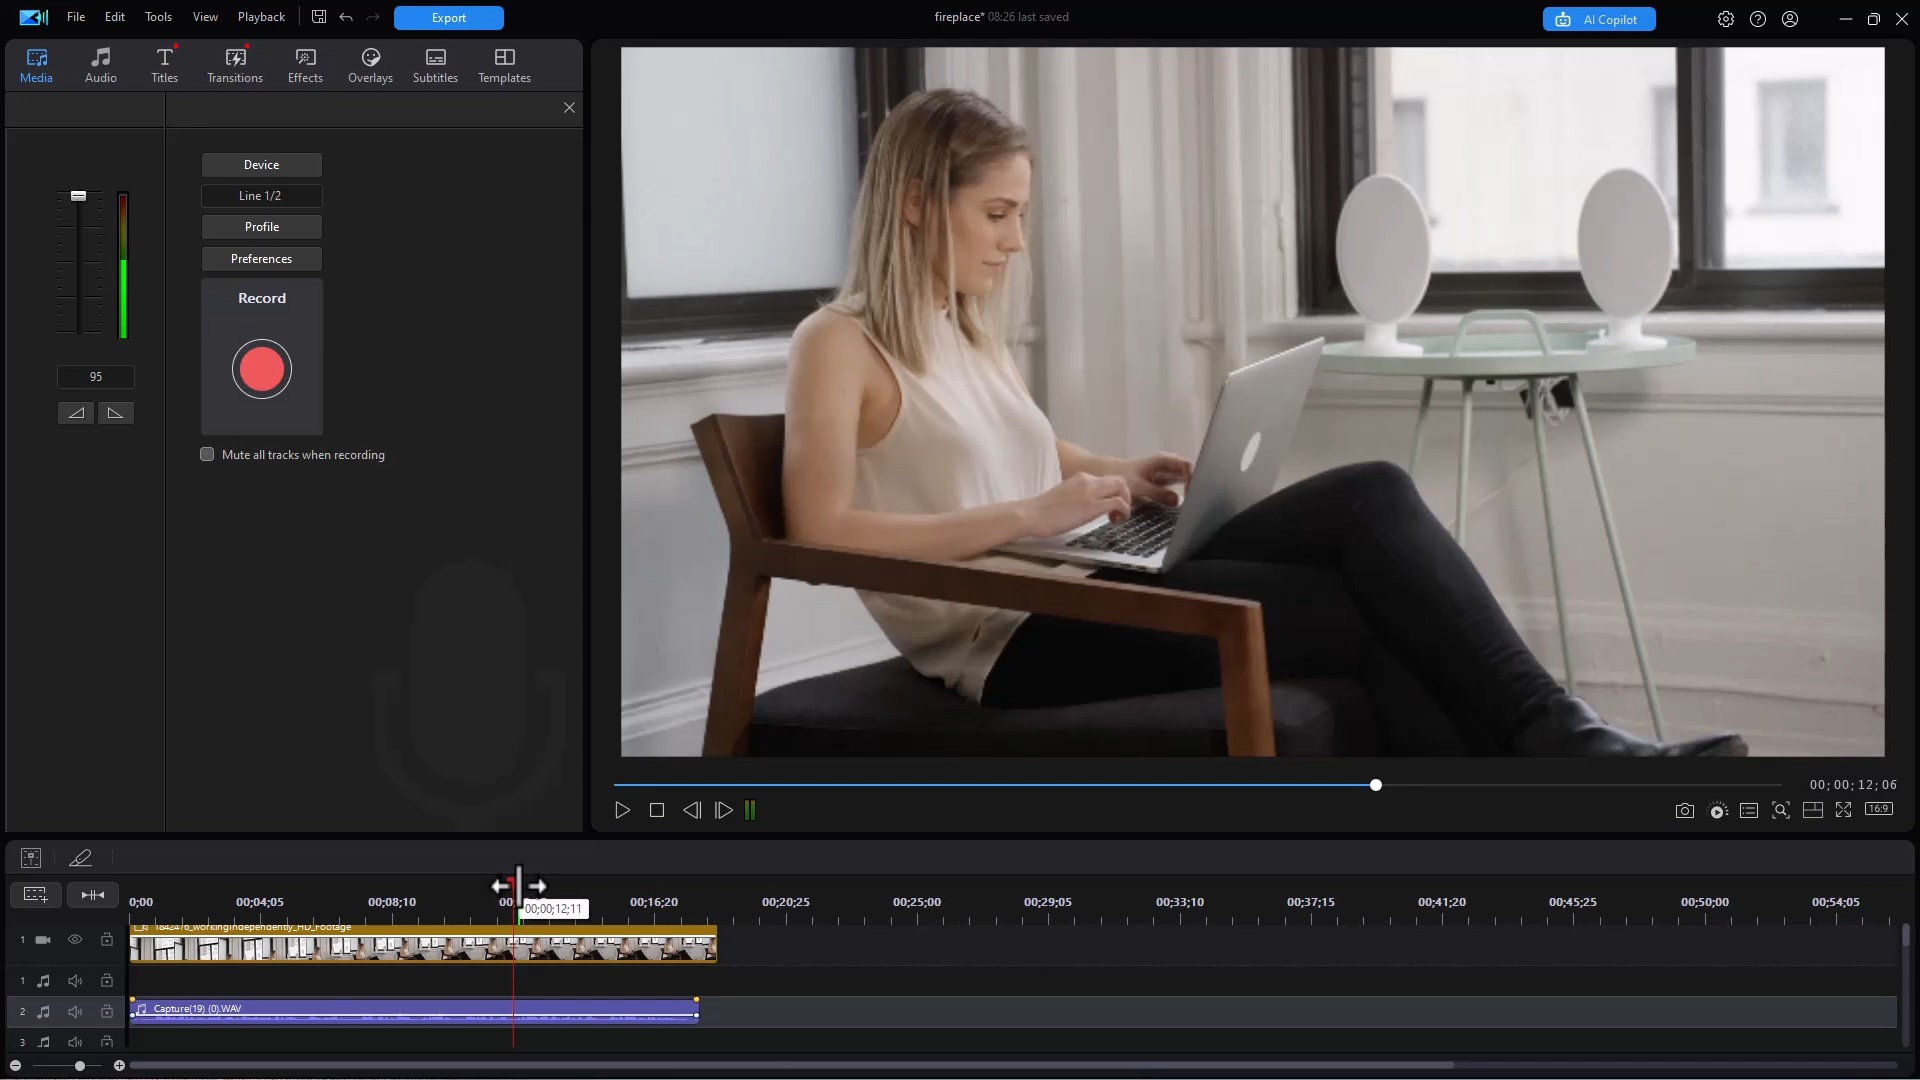 File Edit Tools View Playback Export
fireplace* 08:26 last saved
AI Copilot
Media Audio Titles Transitions Effects Overlays Subtitles Templates
Device
Line 1/2
Profile
Preferences
Record
95
Mute all tracks when recording
00;00;12;06
16:9
0;00 00;04;05 00;08;10 00; 00;16;20 00;20;25 00;25;00 00;29;05 00;33;10 00;37;15 00;41;20 00;45;25 00;50;00 00;54;05
00;00;12;11
1842476_workingindependently_HD_Footage
1
1
2 Capture(19) (0).WAV
3